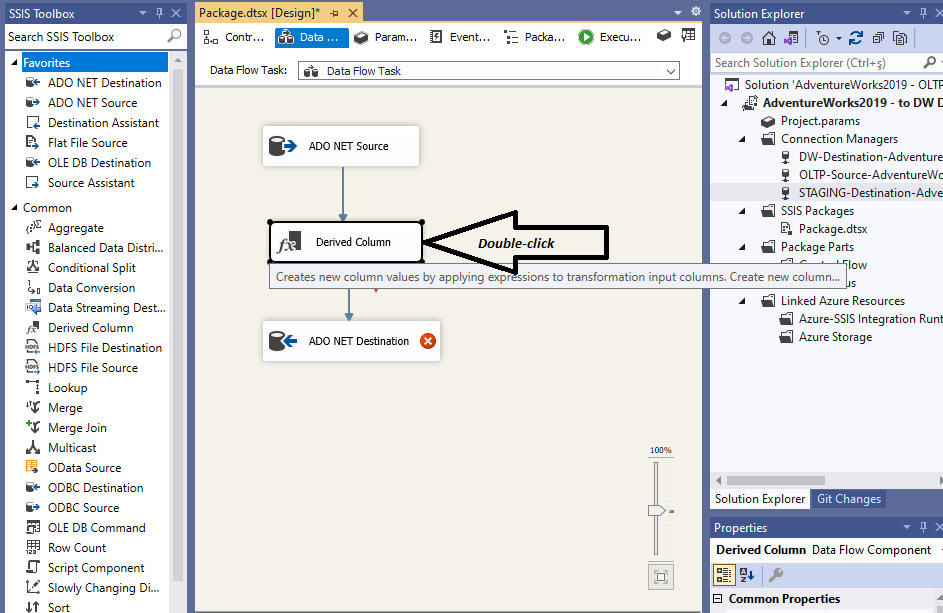 SSIS Toolbox
Search SSIS Toolbox
Favorites
ADO NET Destination
ADO NET Source
Destination Assistant
Flat File Source
OLE DB Destination
Source Assistant
Common
Aggregate
Balanced Data Distri...
Conditional Split
Data Conversion
Data Streaming Dest...
Derived Column
HDFS File Destination
HDFS File Source
Lookup
Merge
Merge Join
Multicast
OData Source
ODBC Destination
ODBC Source
OLE DB Command
Row Count
Script Component
Slowly Changing Di...
Sort
Package.dtsx [Design]*
Contr... Data ... Param... Event... Packa... Execu...
Data Flow Task: Data Flow Task
ADO NET Source
fx Derived Column
Double-click
Creates new column values by applying expressions to transformation input columns. Create new column...
ADO NET Destination
100%
Solution Explorer
Search Solution Explorer (Ctrl+ş)
Solution 'AdventureWorks2019 - OLTP
AdventureWorks2019 - to DW D
Project.params
Connection Managers
DW-Destination-Adventure
OLTP-Source-AdventureWo
STAGING-Destination-Adve
SSIS Packages
Package.dtsx
Package Parts
Control Flow
Linked Azure Resources
Azure-SSIS Integration Runt
Azure Storage
Solution Explorer Git Changes
Properties
Derived Column Data Flow Component
Common Properties